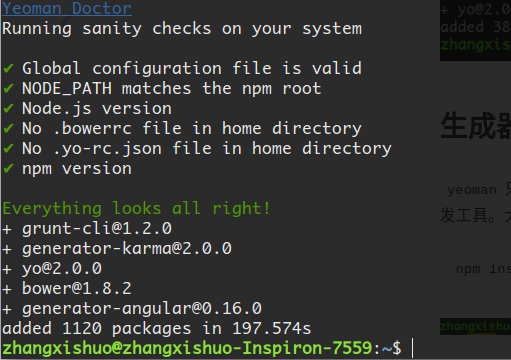 Yeoman Doctor
Running sanity checks on your system
✔ Global configuration file is valid
✔ NODE_PATH matches the npm root
✔ Node.js version
✔ No .bowerrc file in home directory
✔ No .yo-rc.json file in home directory
✔ npm version
Everything looks all right!
+ grunt-cli@1.2.0
+ generator-karma@2.0.0
+ yo@2.0.0
+ bower@1.8.2
+ generator-angular@0.16.0
added 1120 packages in 197.574s
zhangxishuo@zhangxishuo-Inspiron-7559:~$
+ yo@2.0
added 38
zhangxis
生成器
yeoman
发工具。
npm ins
zhangxishuo